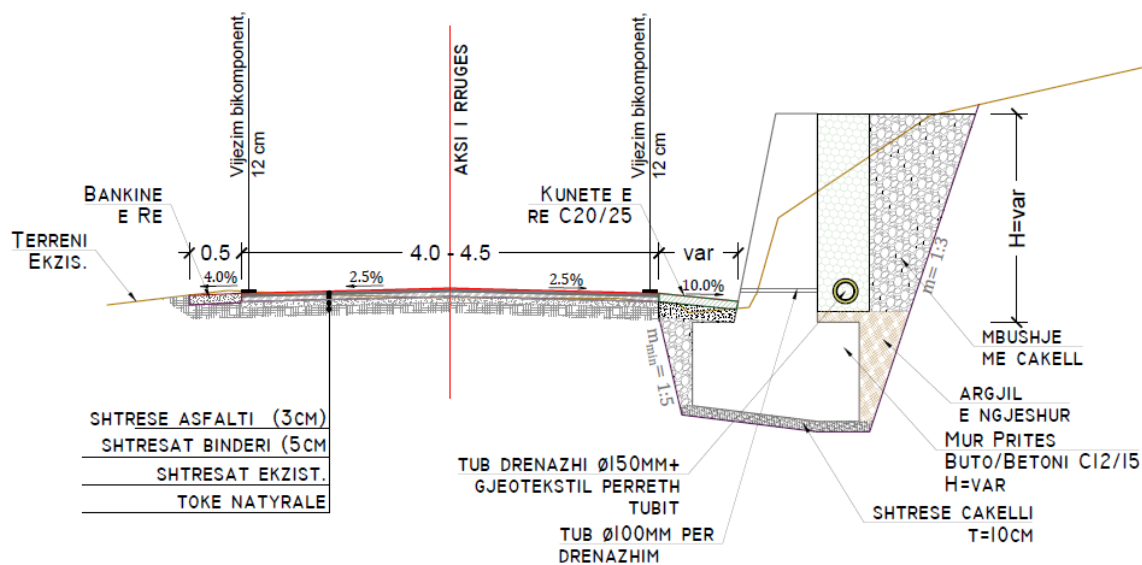 Vijezim bikomponent,
12 cm
AKSI I RRUGES
Vijezim bikomponent,
12 cm
BANKINE
E RE
KUNETE E
RE C20/25
TERRENI
EKZIS.
0.5
4.0 - 4.5
var
H=var
4.0%
2.5%
2.5%
10.0%
m= 1:3
m min = 1:5
MBUSHJE
ME CAKELL
ARGJIL
E NGJESHUR
MUR PRITES
BUTO/BETONI C12/15
H=VAR
SHTRESE CAKELLI
T=10CM
SHTRESE ASFALTI (3CM)
SHTRESAT BINDERI (5CM
SHTRESAT EKZIST.
TOKE NATYRALE
TUB DRENAZHI Ø150MM+
GJEOTEKSTIL PERRETH
TUBIT
TUB Ø100MM PER
DRENAZHIM